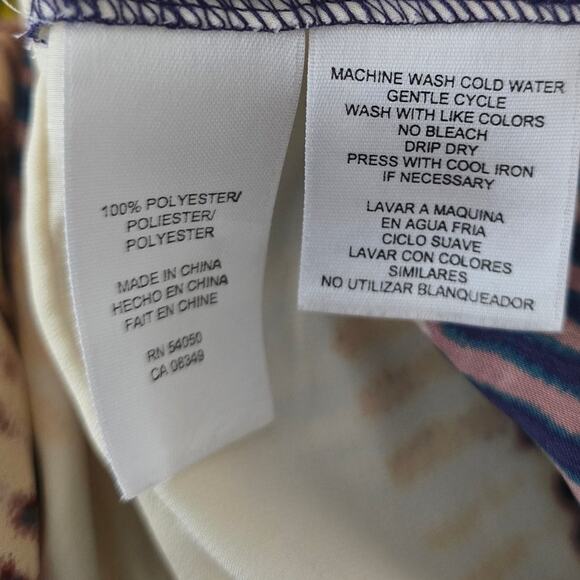 100% POLYESTER/
POLIESTER/
POLYESTER
MADE IN CHINA
HECHO EN CHINA
FAIT EN CHINE
RN 54050
CA 08349
MACHINE WASH COLD WATER
GENTLE CYCLE
WASH WITH LIKE COLORS
NO BLEACH
DRIP DRY
PRESS WITH COOL IRON
IF NECESSARY
LAVAR A MAQUINA
EN AGUA FRIA
CICLO SUAVE
LAVAR CON COLORES
SIMILARES
NO UTILIZAR BLANQUEADOR